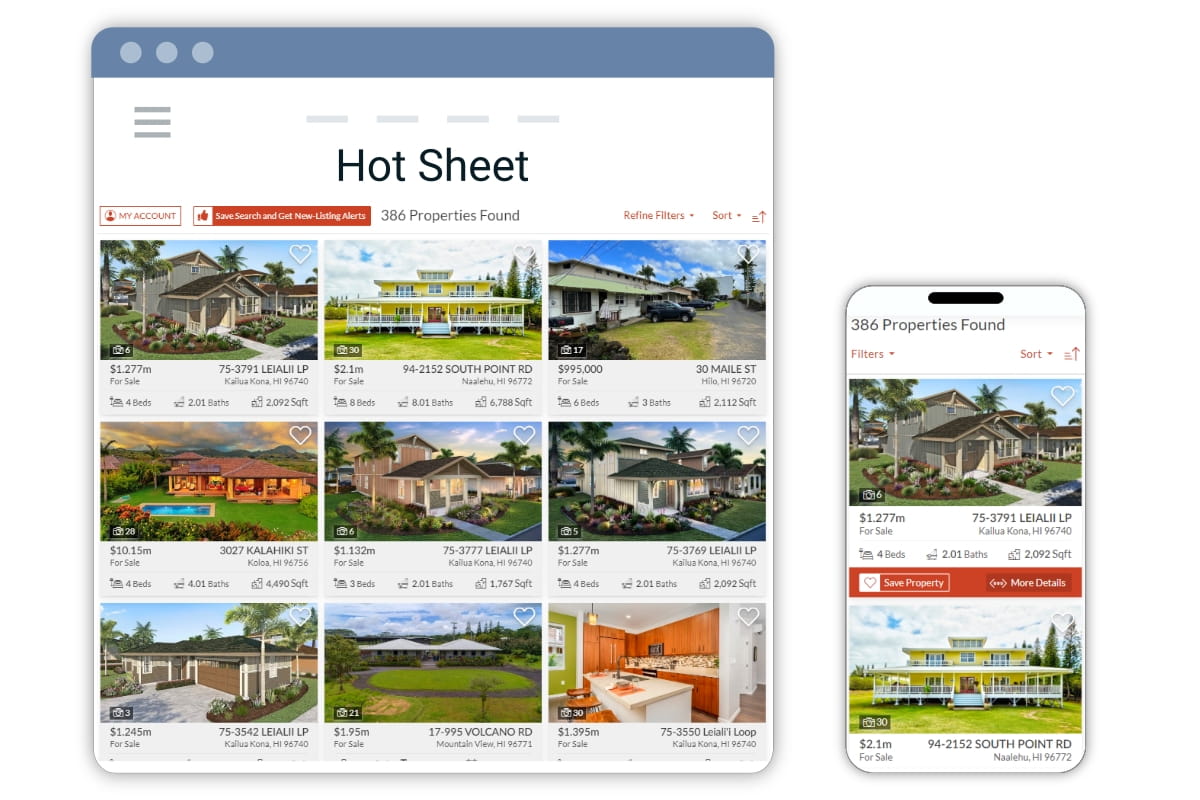 Hot Sheet
MY ACCOUNT Save Search and Get New-Listing Alerts 386 Properties Found Refine Filters Sort
6 30 17
$1.277m 75-3791 LEIALII LP $2.1m 94-2152 SOUTH POINT RD $995,000 30 MAILE ST
For Sale Kailua Kona, HI 96740 For Sale Naalehu, HI 96772 For Sale Hilo, HI 96720
4 Beds 2.01 Baths 2,092 Sqft 8 Beds 8.01 Baths 6,788 Sqft 6 Beds 3 Baths 2,112 Sqft
28 6 5
$10.15m 3027 KALAHIKI ST $1.132m 75-3777 LEIALII LP $1.277m 75-3769 LEIALII LP
For Sale Koloa, HI 96756 For Sale Kailua Kona, HI 96740 For Sale Kailua Kona, HI 96740
4 Beds 4.01 Baths 4,490 Sqft 3 Beds 2.01 Baths 1,767 Sqft 4 Beds 2.01 Baths 2,092 Sqft
3 21 30
$1.245m 75-3542 LEIALII LP $1.95m 17-995 VOLCANO RD $1.395m 75-3550 Leiali'i Loop
For Sale Kailua Kona, HI 96740 For Sale Mountain View, HI 96771 For Sale Kailua Kona, HI 96740
386 Properties Found
Filters Sort
6
$1.277m 75-3791 LEIALII LP
For Sale Kailua Kona, HI 96740
4 Beds 2.01 Baths 2,092 Sqft
Save Property More Details
30
$2.1m 94-2152 SOUTH POINT RD
For Sale Naalehu, HI 96772